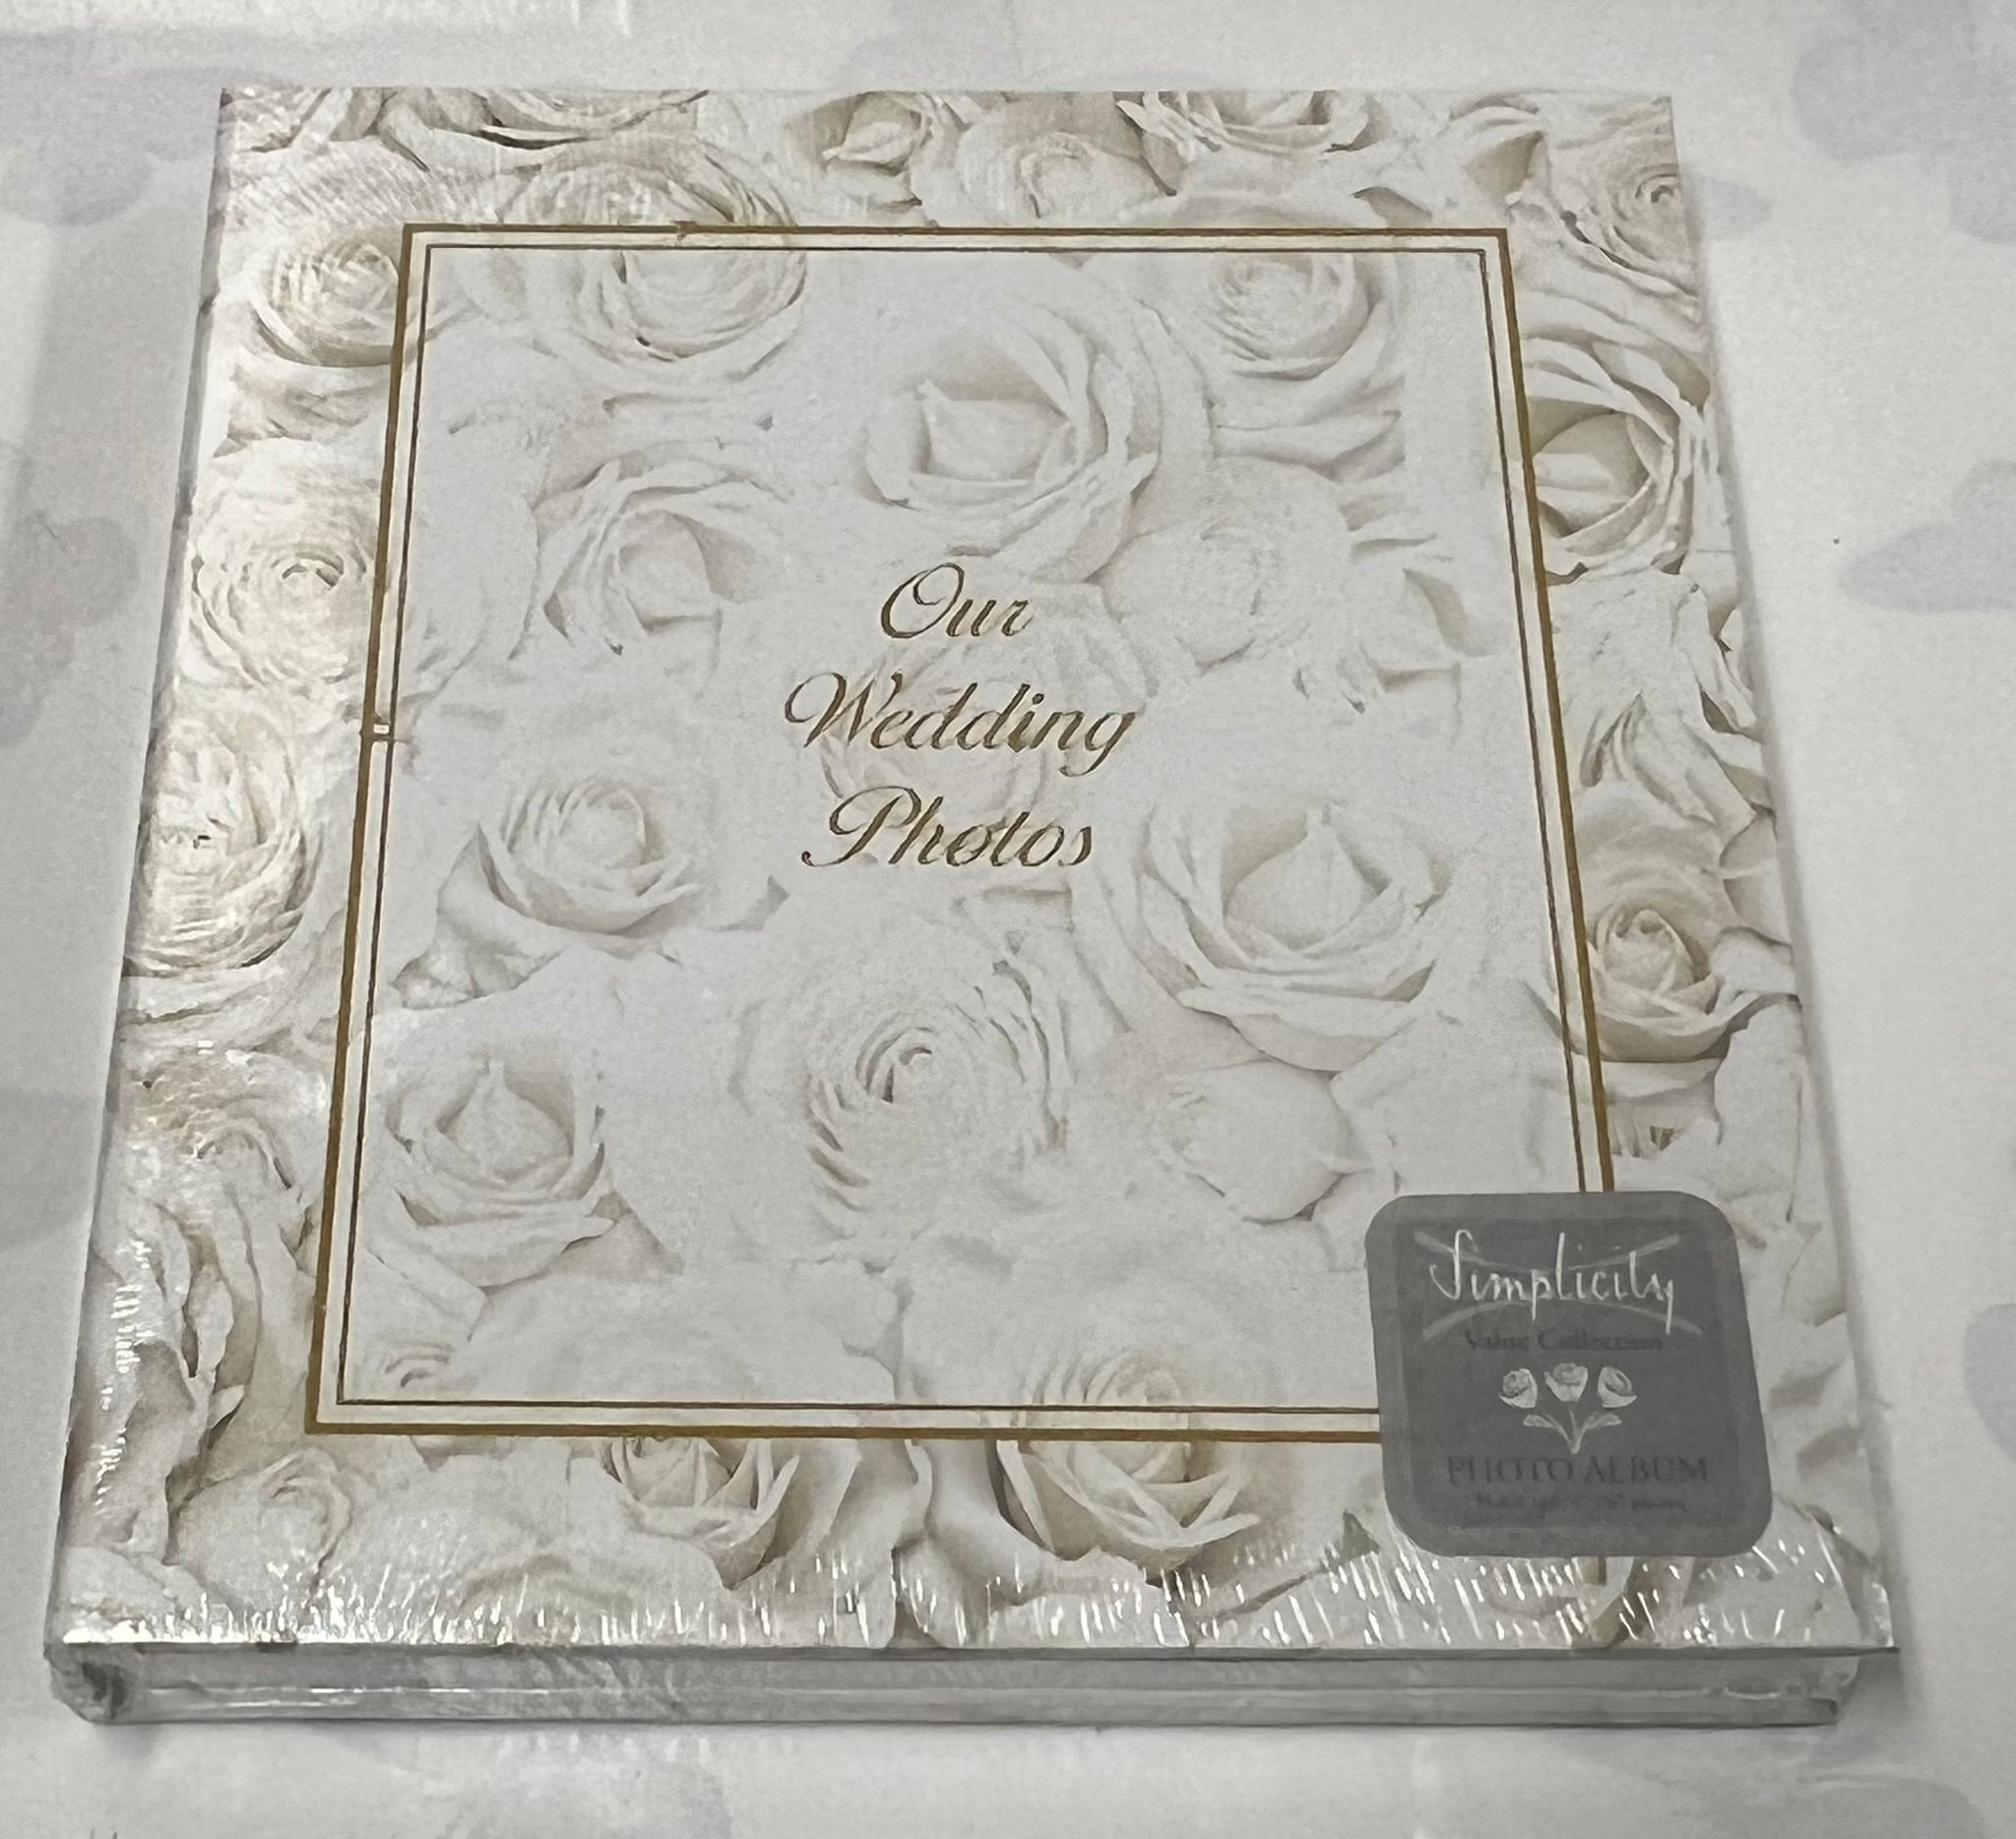 Our
Wedding
Photos
Simplicity
Value Collection
PHOTO ALBUM